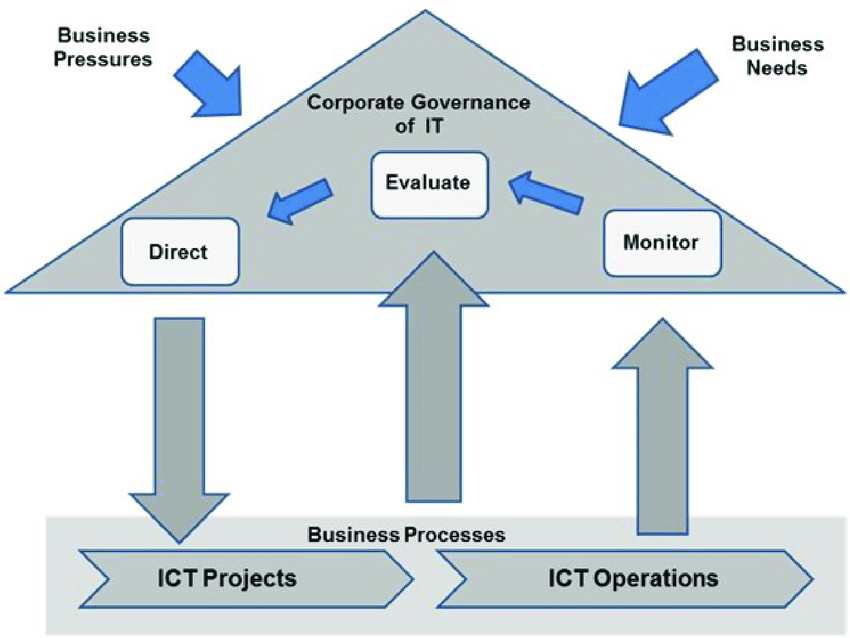 Business
Pressures
Business
Needs
Corporate Governance
of IT
Evaluate
Direct
Monitor
Business Processes
ICT Projects
ICT Operations